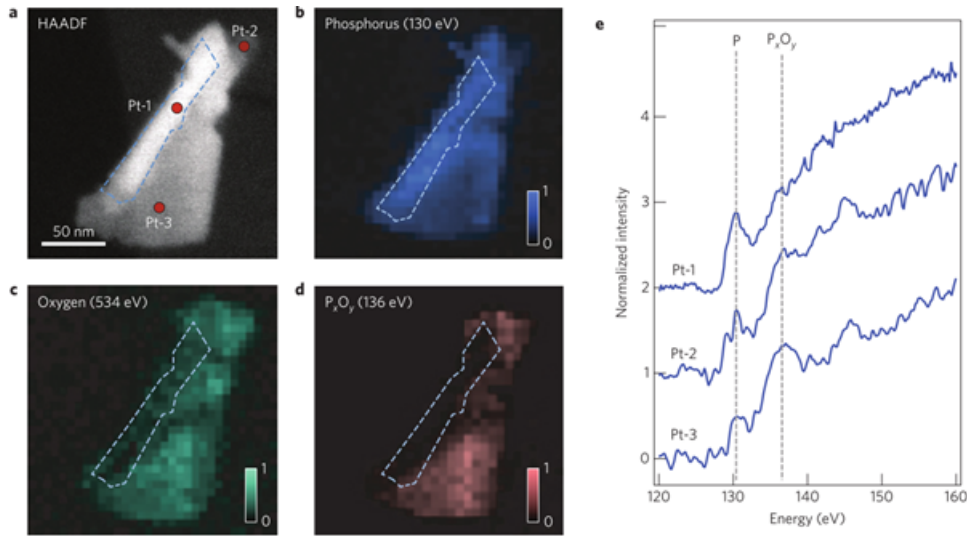 a
HAADF
Pt-2
Pt-1
Pt-3
50 nm
b
Phosphorus (130 eV)
1
0
c
Oxygen (534 eV)
1
0
d
PₓOᵧ (136 eV)
1
0
e
P
PₓOᵧ
Normalized intensity
4
3
2
1
0
Pt-1
Pt-2
Pt-3
120 130 140 150 160
Energy (eV)